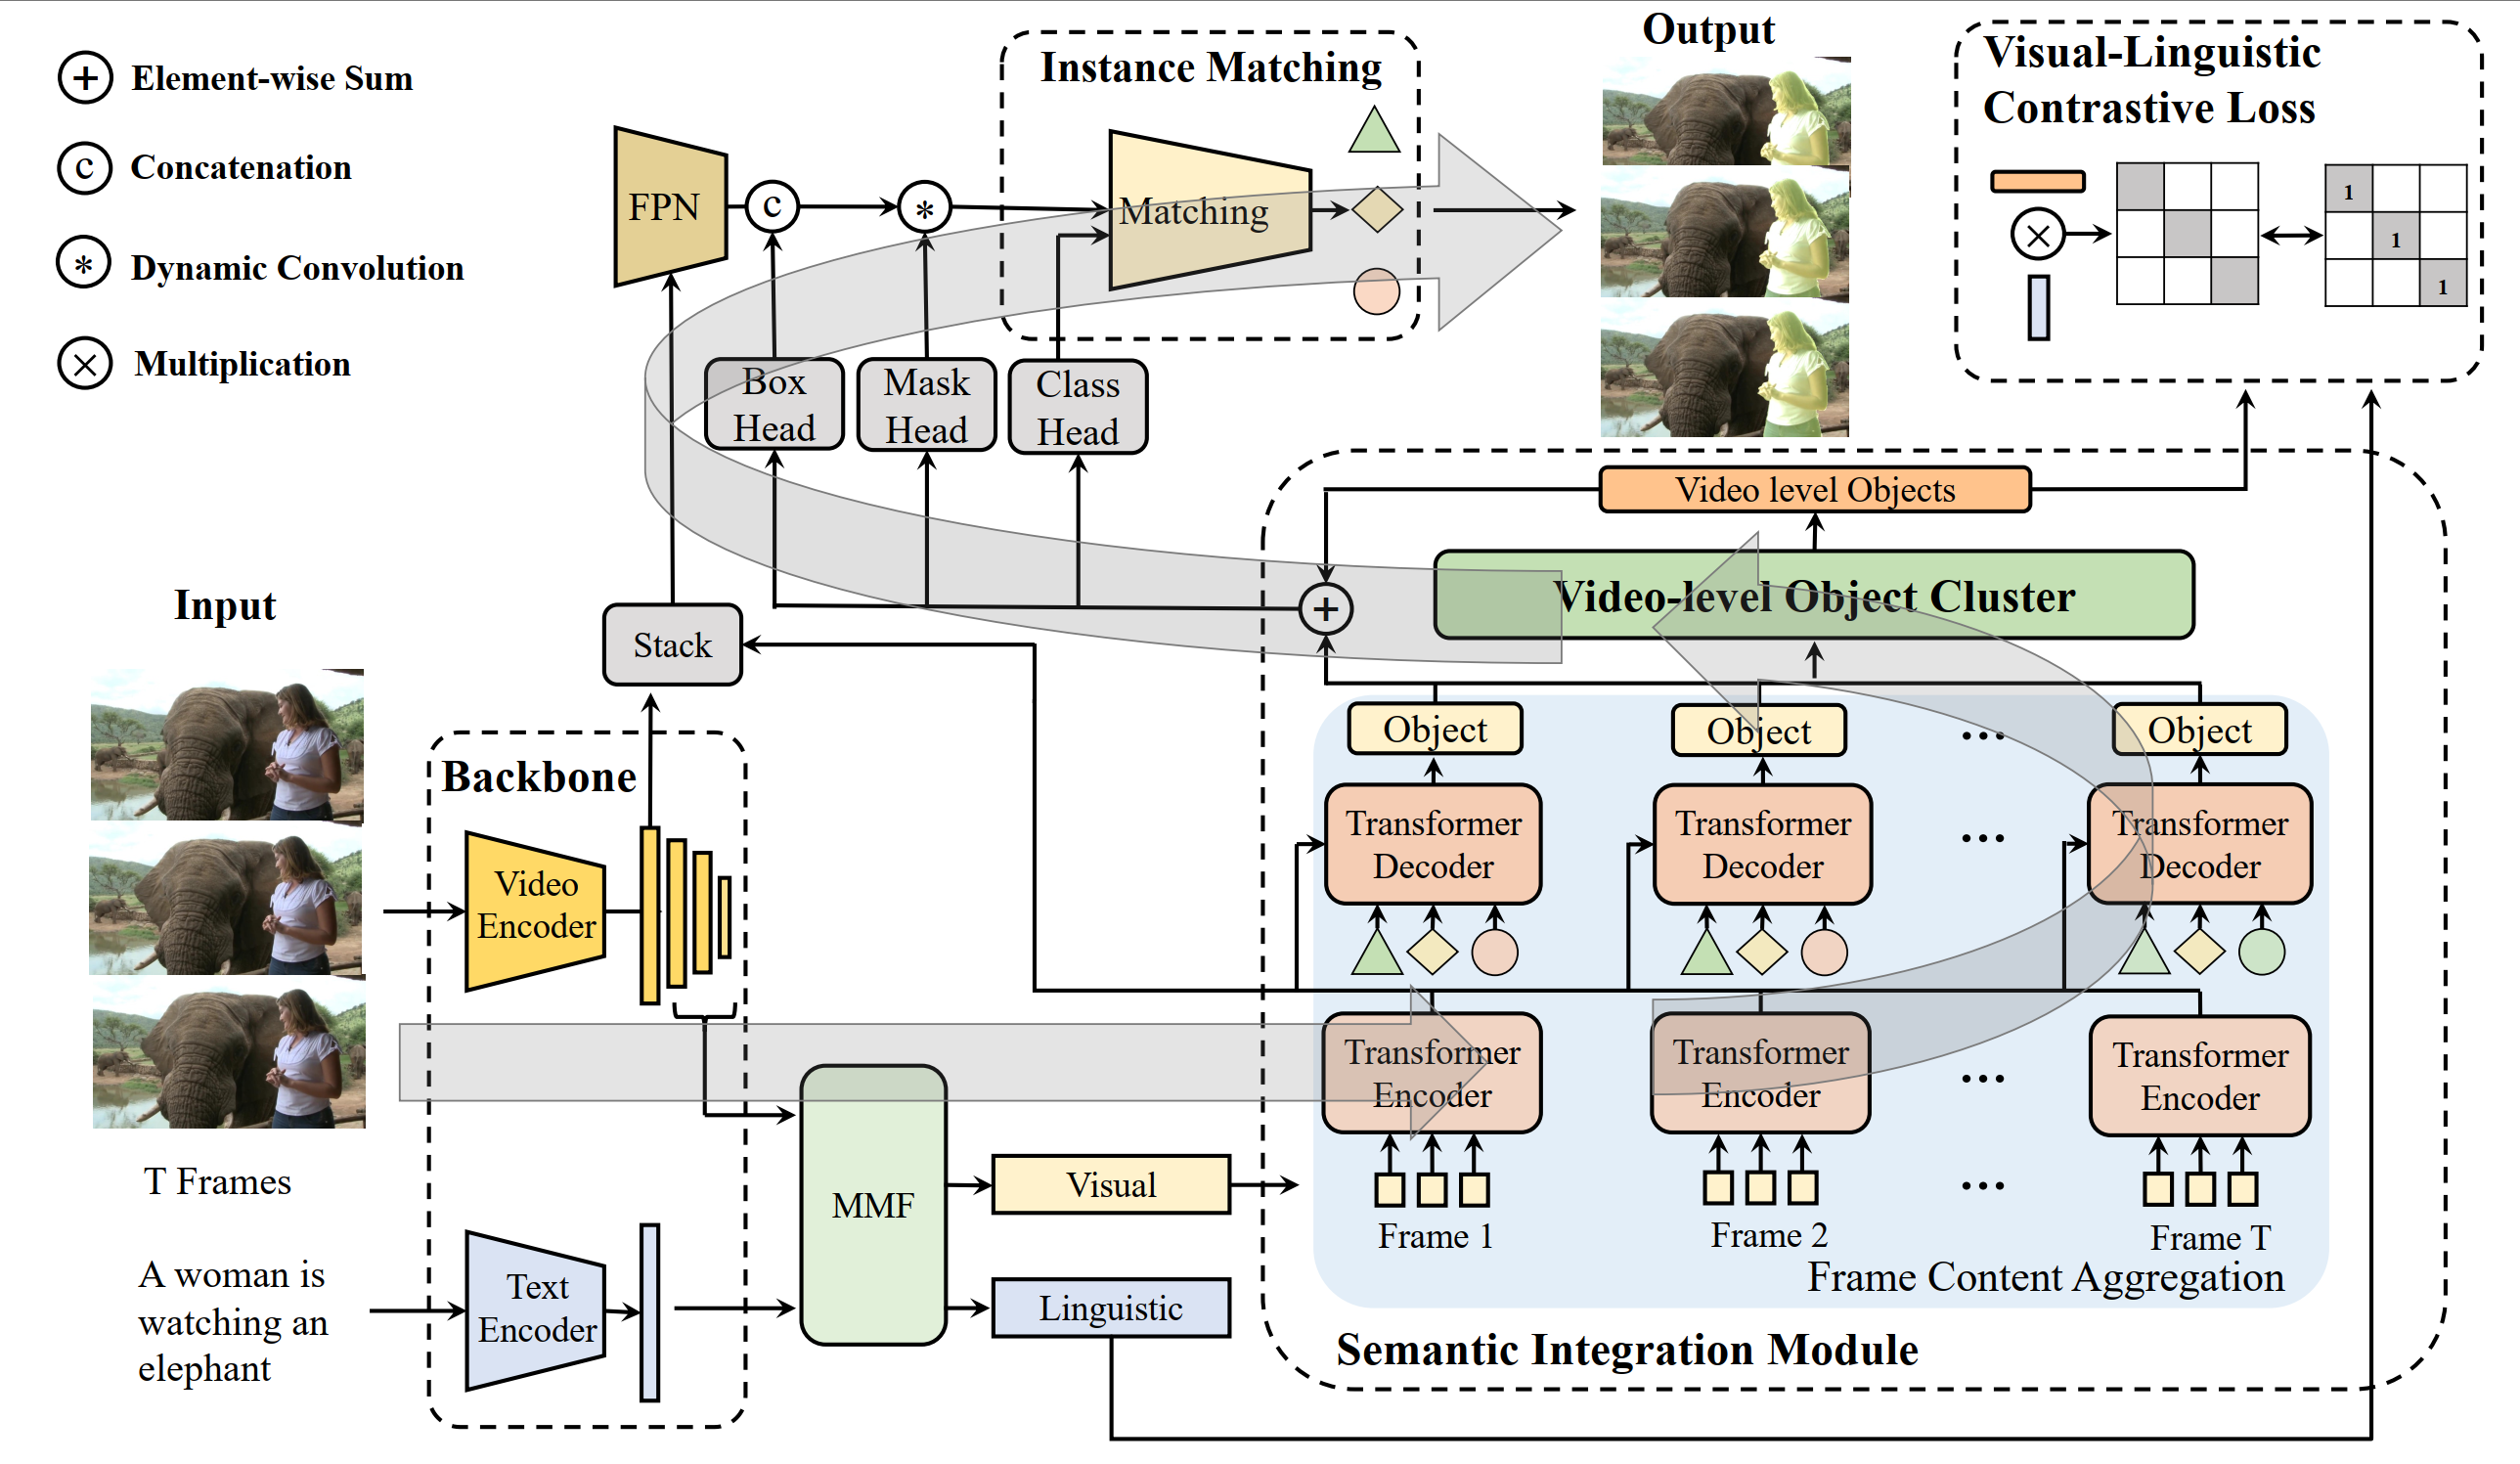 + Element-wise Sum
c Concatenation
* Dynamic Convolution
× Multiplication
FPN
c
*
Instance Matching
Matching
Output
Visual-Linguistic
Contrastive Loss
×
1
1
1
Box
Head
Mask
Head
Class
Head
Video level Objects
Video-level Object Cluster
+
Input
Stack
Object
Object
...
Object
Backbone
Video
Encoder
Transformer
Decoder
Transformer
Decoder
...
Transformer
Decoder
Transformer
Encoder
Transformer
Encoder
...
Transformer
Encoder
T Frames
MMF
Visual
Frame 1
Frame 2
...
Frame T
Frame Content Aggregation
A woman is
watching an
elephant
Text
Encoder
Linguistic
Semantic Integration Module